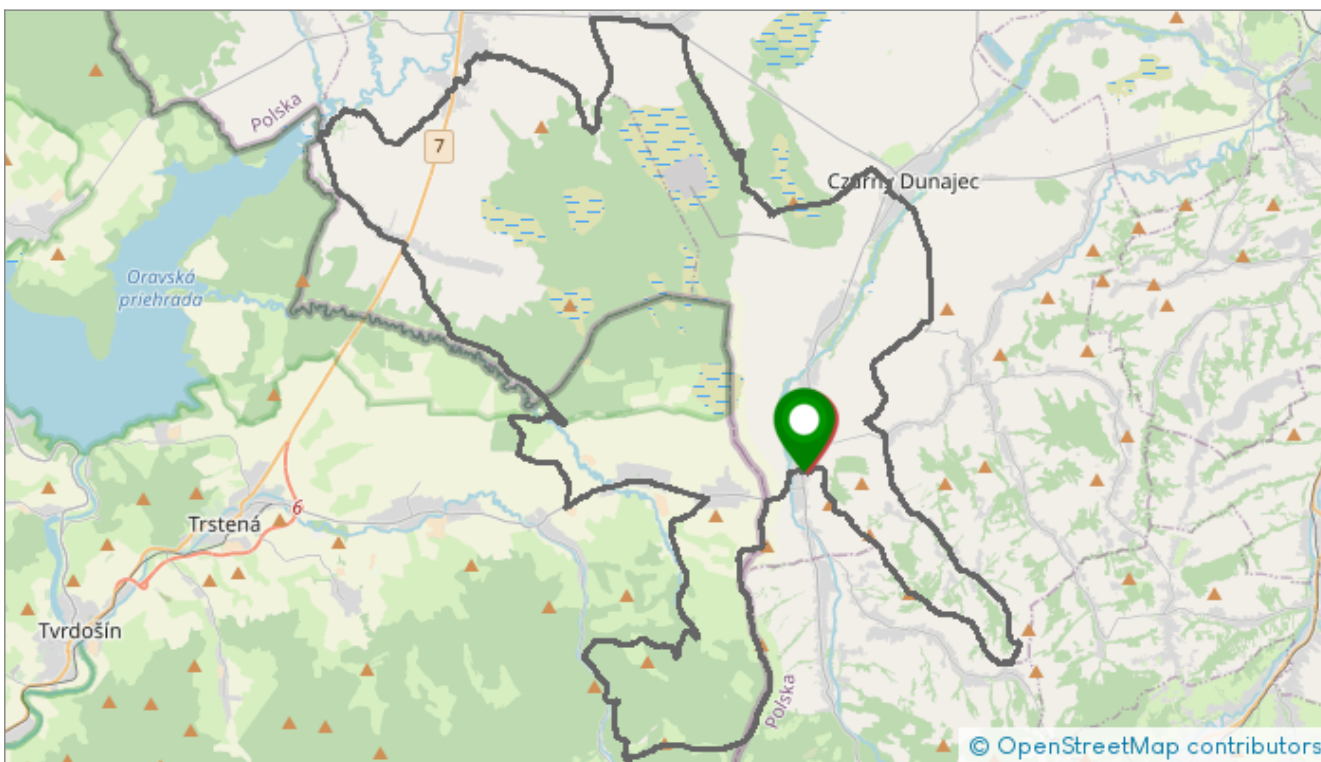 Polska
7
Czarny Dunajec
Oravská
priehrada
6
Trstená
Tvrdošín
Polska
© OpenStreetMap contributors